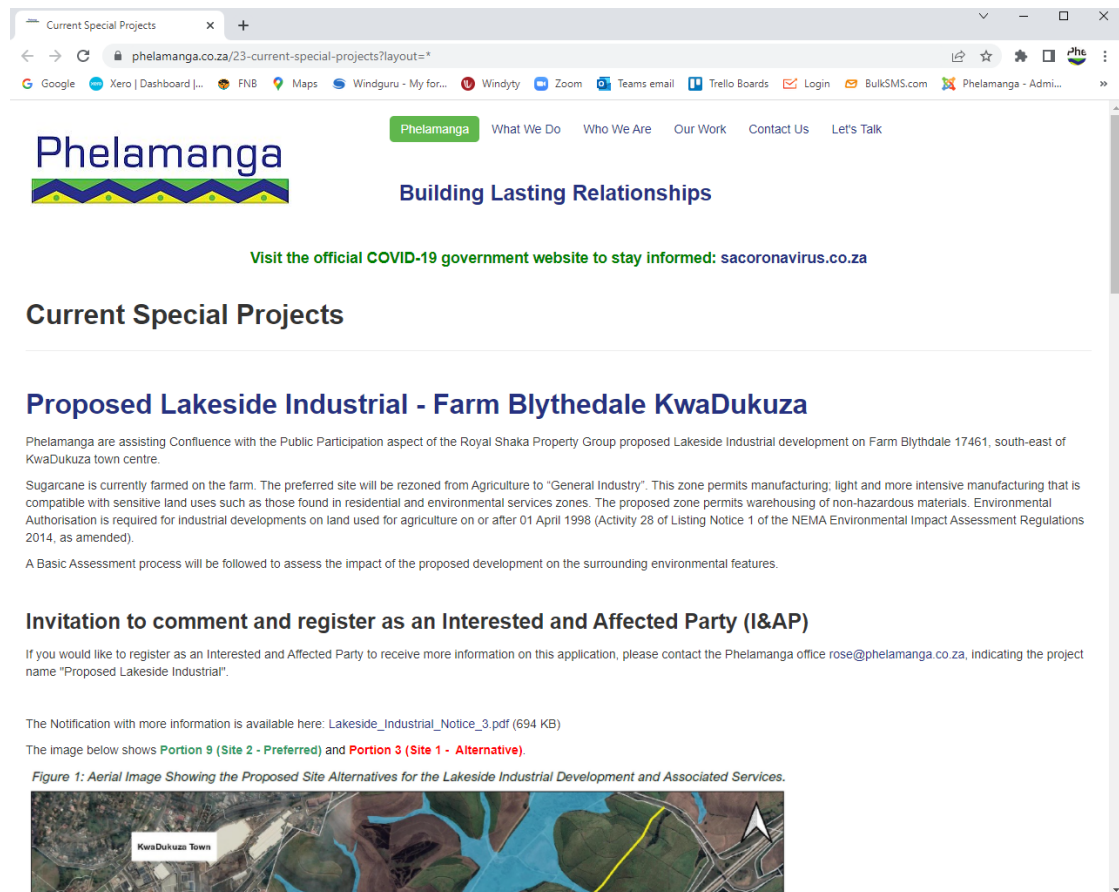 Current Special Projects
phelamanga.co.za/23-current-special-projects?layout=*
Google Xero | Dashboard |... FNB Maps Windguru - My for... Windyty Zoom Teams email Trello Boards Login BulkSMS.com Phelamanga - Admi... »
Phelamanga What We Do Who We Are Our Work Contact Us Let's Talk
Phelamanga
Building Lasting Relationships
Visit the official COVID-19 government website to stay informed: sacoronavirus.co.za
Current Special Projects
Proposed Lakeside Industrial - Farm Blythedale KwaDukuza
Phelamanga are assisting Confluence with the Public Participation aspect of the Royal Shaka Property Group proposed Lakeside Industrial development on Farm Blythdale 17461, south-east of
KwaDukuza town centre.
Sugarcane is currently farmed on the farm. The preferred site will be rezoned from Agriculture to "General Industry". This zone permits manufacturing; light and more intensive manufacturing that is
compatible with sensitive land uses such as those found in residential and environmental services zones. The proposed zone permits warehousing of non-hazardous materials. Environmental
Authorisation is required for industrial developments on land used for agriculture on or after 01 April 1998 (Activity 28 of Listing Notice 1 of the NEMA Environmental Impact Assessment Regulations
2014, as amended).
A Basic Assessment process will be followed to assess the impact of the proposed development on the surrounding environmental features.
Invitation to comment and register as an Interested and Affected Party (I&AP)
If you would like to register as an Interested and Affected Party to receive more information on this application, please contact the Phelamanga office rose@phelamanga.co.za, indicating the project
name "Proposed Lakeside Industrial".
The Notification with more information is available here: Lakeside_Industrial_Notice_3.pdf (694 KB)
The image below shows Portion 9 (Site 2 - Preferred) and Portion 3 (Site 1 - Alternative).
Figure 1: Aerial Image Showing the Proposed Site Alternatives for the Lakeside Industrial Development and Associated Services.
KwaDukuza Town